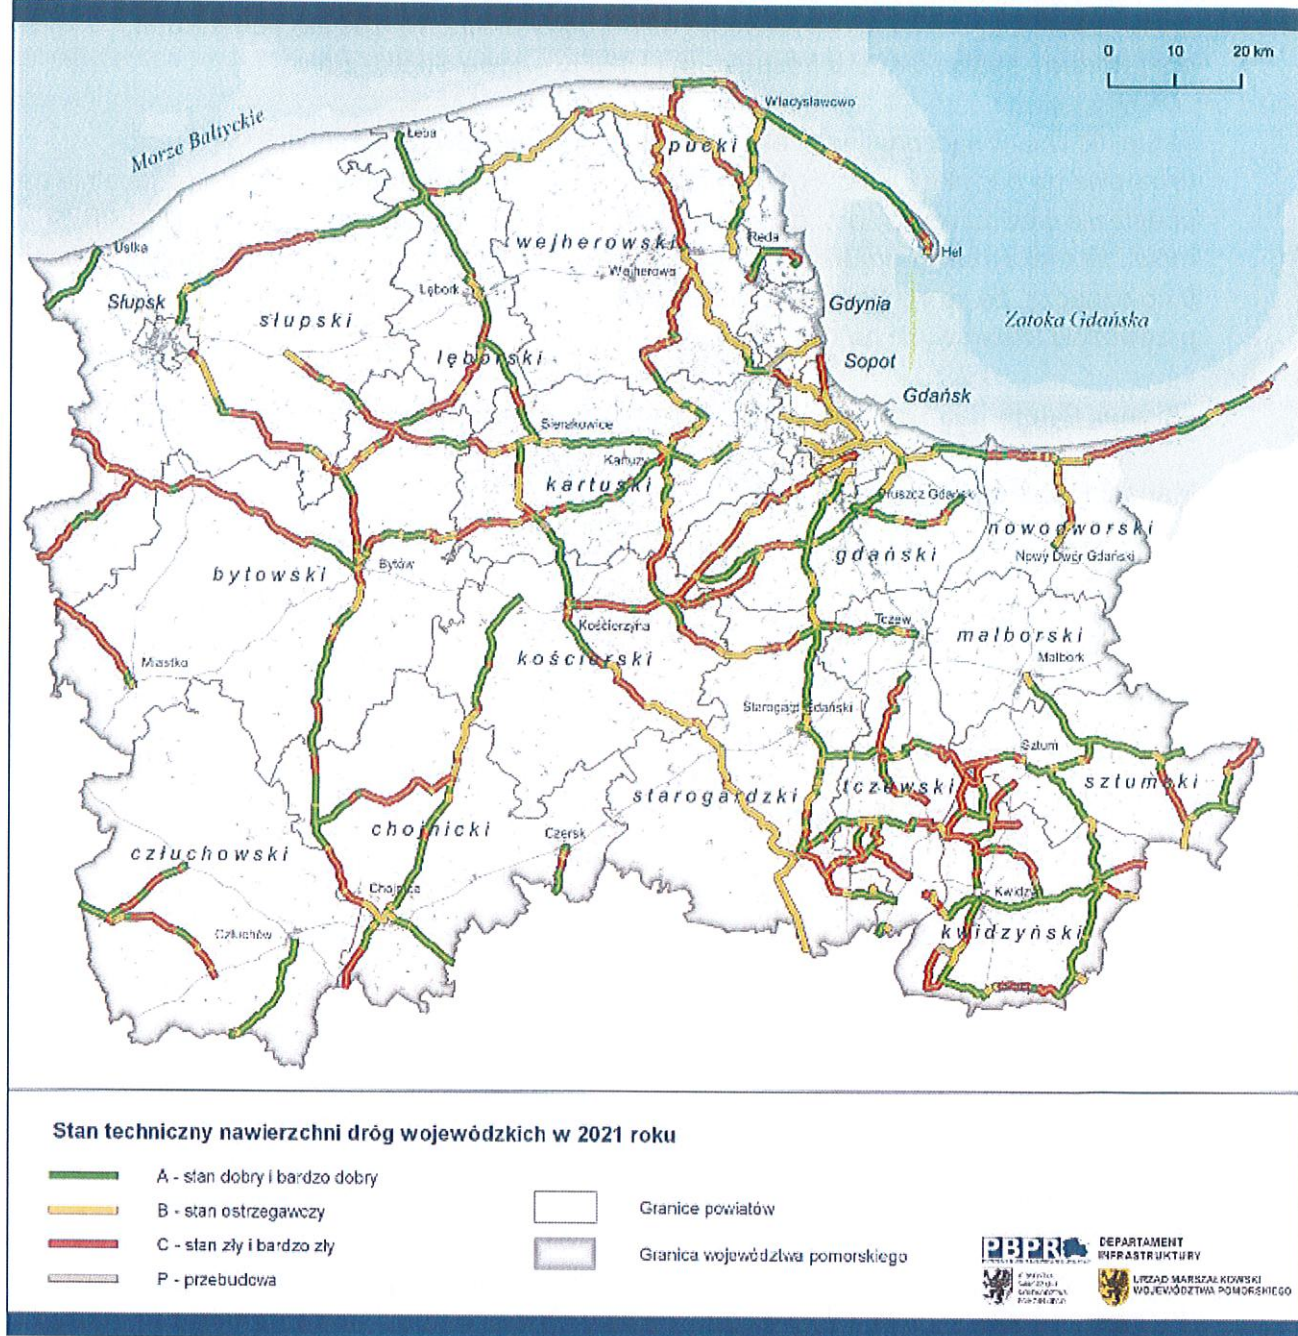 0 10 20 km
Morze Bałtyckie
Łeba
Władysławowo
pucki
Ustka
wejherowski
Reda
Hel
Wejherowo
Słupsk
Lębork
słupski
Gdynia
Zatoka Gdańska
lęborski
Sopot
Gdańsk
Sierakowice
Kartuzy
kartuski
Pruszcz Gdański
nowodworski
gdański
Nowy Dwór Gdański
Bytów
bytowski
Kościerzyna
Tczew
malborski
Miastko
kościerski
Malbork
Starogard Gdański
Sztum
starogardzki
tczewski
sztumski
chojnicki
Czersk
człuchowski
Chojnice
Kwidzyn
Człuchów
kwidzyński
Stan techniczny nawierzchni dróg wojewódzkich w 2021 roku
A - stan dobry i bardzo dobry
B - stan ostrzegawczy
C - stan zły i bardzo zły
P - przebudowa
Granice powiatów
Granica województwa pomorskiego
PBPR
DEPARTAMENT
INFRASTRUKTURY
URZĄD MARSZAŁKOWSKI
WOJEWÓDZTWA POMORSKIEGO